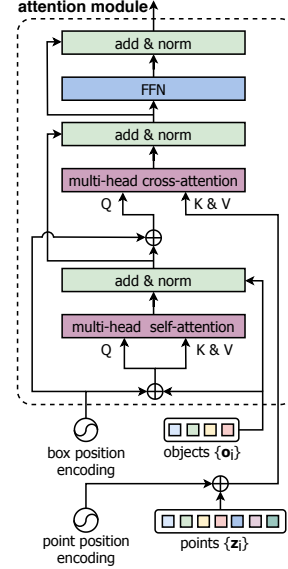 attention module
add & norm
FFN
add & norm
multi-head cross-attention
Q
K & V
add & norm
multi-head self-attention
Q
K & V
box position
encoding
objects {oᵢ}
point position
encoding
points {zᵢ}